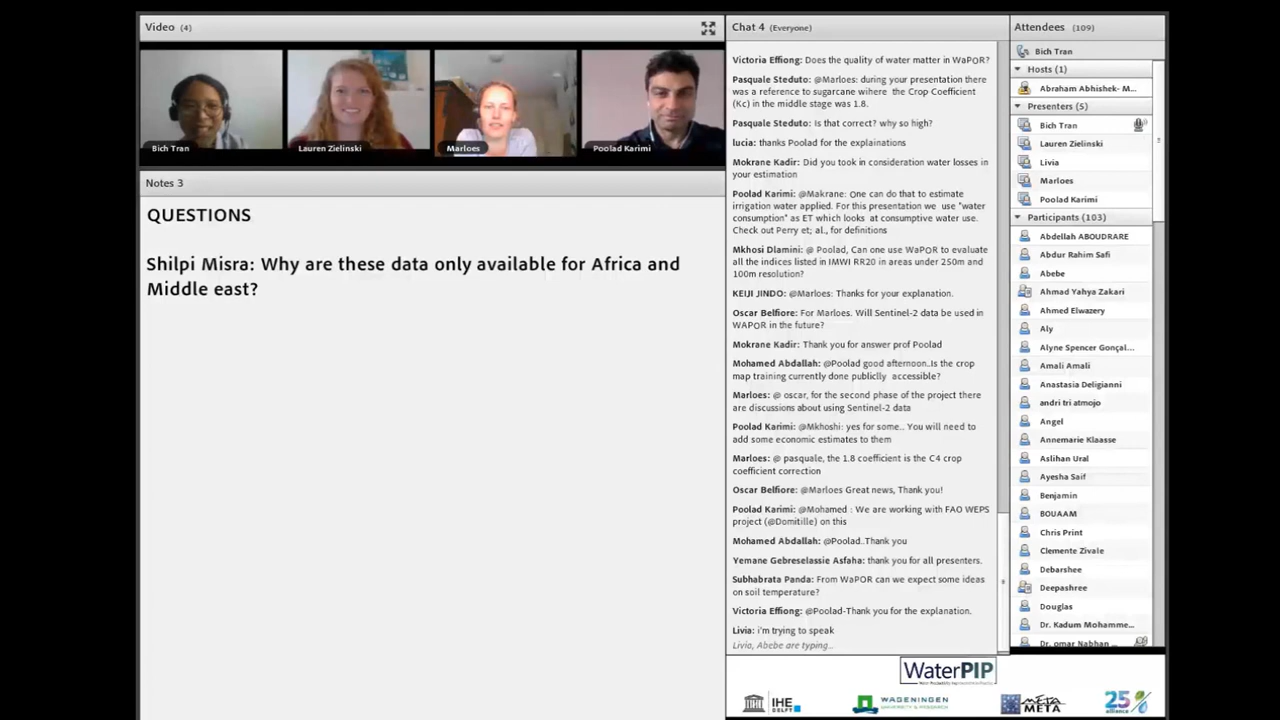 Video (4)
Bich Tran
Lauren Zielinski
Marloes
Poolad Karimi
Notes 3
QUESTIONS
Shilpi Misra: Why are these data only available for Africa and
Middle east?
Chat 4 (Everyone)
Victoria Effiong: Does the quality of water matter in WaPOR?
Pasquale Steduto: @Marloes: during your presentation there
was a reference to sugarcane wihere the Crop Coefficient
(Kc) in the middle stage was 1.8.
Pasquale Steduto: Is that correct? why so high?
lucia: thanks Poolad for the explainations
Mokrane Kadir: Did you took in consideration water losses in
your estimation
Poolad Karimi: @Makrane: One can do that to estimate
irrigation water applied. For this presentation we use "water
consumption" as ET which looks at consumptive water use.
Check out Perry et; al., for definitions
Mkhosi Dlamini: @ Poolad, Can one use WaPOR to evaluate
all the indices listed in IMWI RR20 in areas under 250m and
100m resolution?
KEIJI JINDO: @Marloes: Thanks for your explanation.
Oscar Belfiore: For Marloes. Will Sentinel-2 data be used in
WAPOR in the future?
Mokrane Kadir: Thank you for answer prof Poolad
Mohamed Abdallah: @Poolad good afternoon..Is the crop
map training currently done publiclly accessible?
Marloes: @ oscar, for the second phase of the project there
are discussions about using Sentinel-2 data
Poolad Karimi: @Mkhoshi: yes for some.. You will need to
add some economic estimates to them
Marloes: @ pasquale, the 1.8 coefficient is the C4 crop
coefficient correction
Oscar Belfiore: @Marloes Great news, Thank you!
Poolad Karimi: @Mohamed : We are working with FAO WEPS
project (@Domitille) on this
Mohamed Abdallah: @Poolad..Thank you
Yemane Gebreselassie Asfaha: thank you for all presenters.
Subhabrata Panda: From WaPOR can we expect some ideas
on soil temperature?
Victoria Effiong: @Poolad-Thank you for the explanation.
Livia: i'm trying to speak
Livia, Abebe are typing...
Attendees (109)
Bich Tran
Hosts (1)
Abraham Abhishek- M...
Presenters (5)
Bich Tran
Lauren Zielinski
Livia
Marloes
Poolad Karimi
Participants (103)
Abdellah ABOUDRARE
Abdur Rahim Safi
Abebe
Ahmad Yahya Zakari
Ahmed Elwazery
Aly
Alyne Spencer Gonçal...
Amali Amali
Anastasia Deligianni
andri tri atmojo
Angel
Annemarie Klaasse
Aslihan Ural
Ayesha Saif
Benjamin
BOUAAM
Chris Print
Clemente Zivale
Debarshee
Deepashree
Douglas
Dr. Kadum Mohamme...
Dr. omar Nabhan ...
WaterPIP
IHE
DELFT
WAGENINGEN
META
META
25
alliance